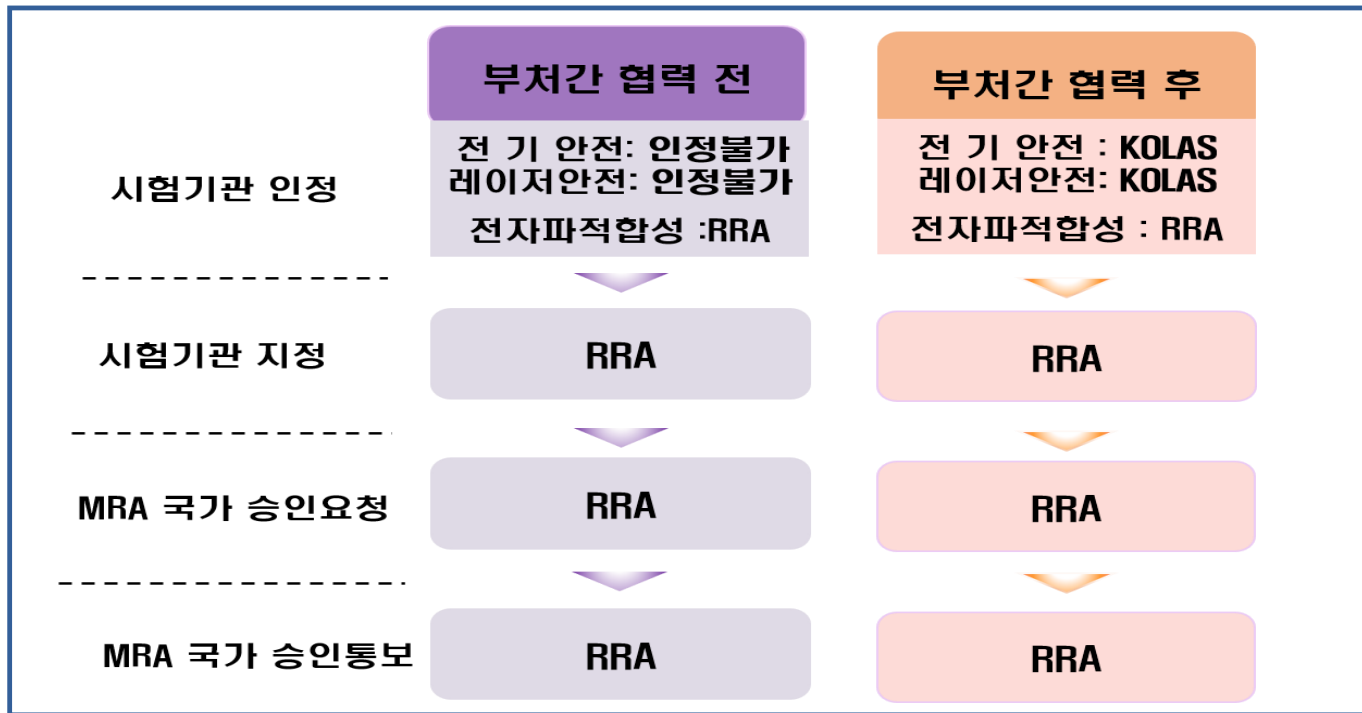 부처간 협력 전
부처간 협력 후
시험기관 인정
전 기 안전: 인정불가
레이저안전: 인정불가
전자파적합성 :RRA
전 기 안전 : KOLAS
레이저안전: KOLAS
전자파적합성 : RRA
시험기관 지정
RRA
RRA
MRA 국가 승인요청
RRA
RRA
MRA 국가 승인통보
RRA
RRA